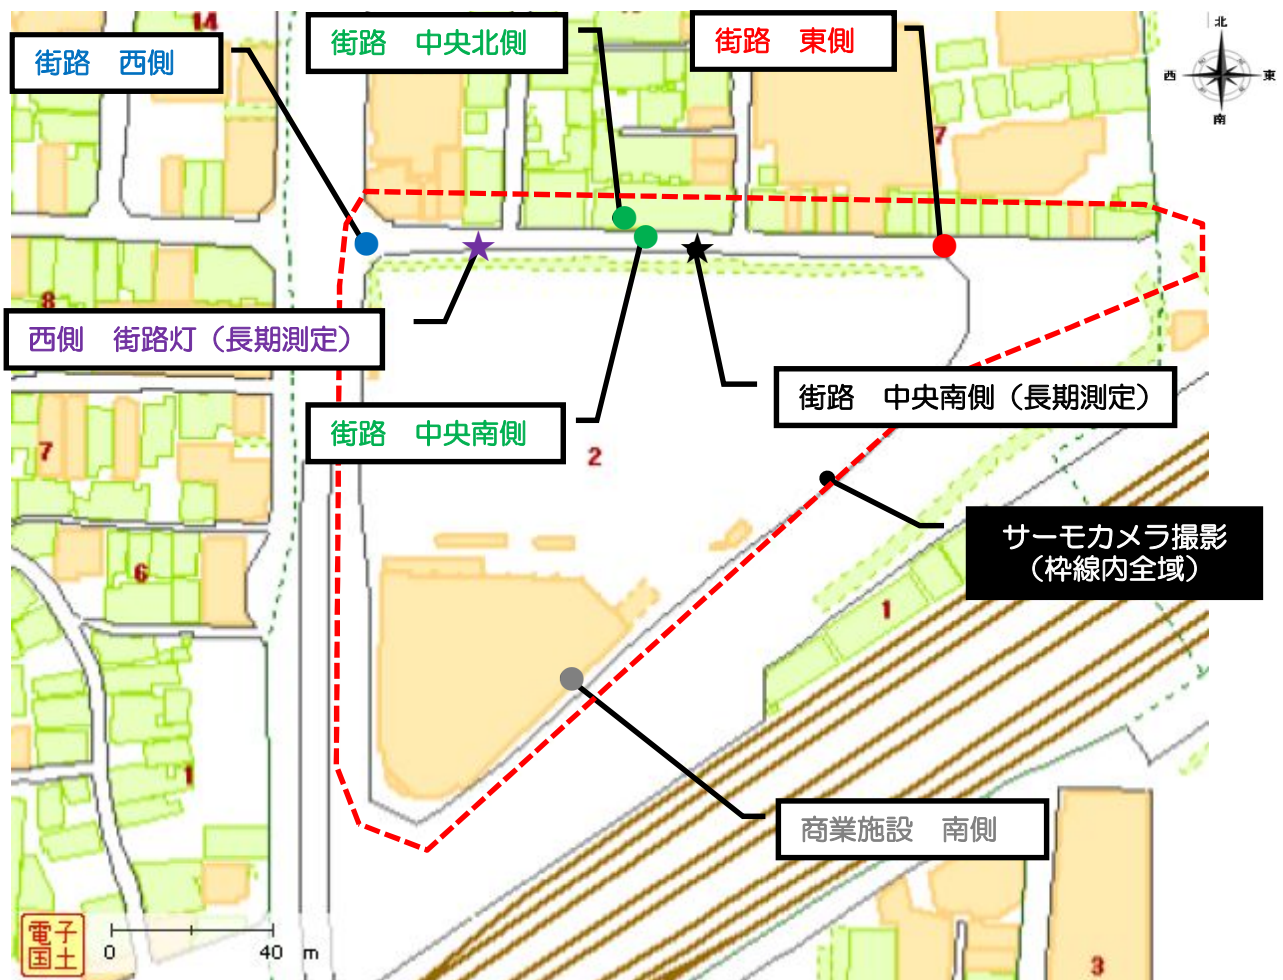 14
北
街路　西側
街路　中央北側
街路　東側
西
東
南
7
8
西側　街路灯（長期測定）
街路　中央南側（長期測定）
街路　中央南側
7
2
サーモカメラ撮影
（枠線内全域）
6
1
1
商業施設　南側
電子
国土
0
40
m
3